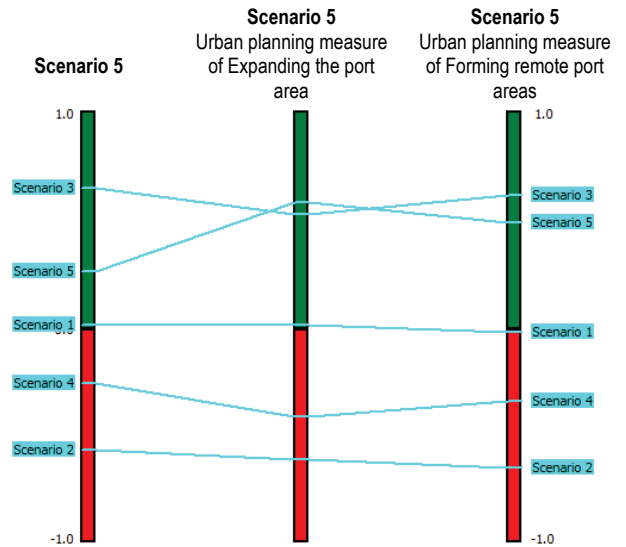 Scenario 5
Scenario 5
Urban planning measure
of Expanding the port
area
Scenario 5
Urban planning measure
of Forming remote port
areas
1.0
1.0
Scenario 3
Scenario 3
Scenario 5
Scenario 5
Scenario 1
Scenario 1
Scenario 4
Scenario 4
Scenario 2
Scenario 2
-1.0
-1.0